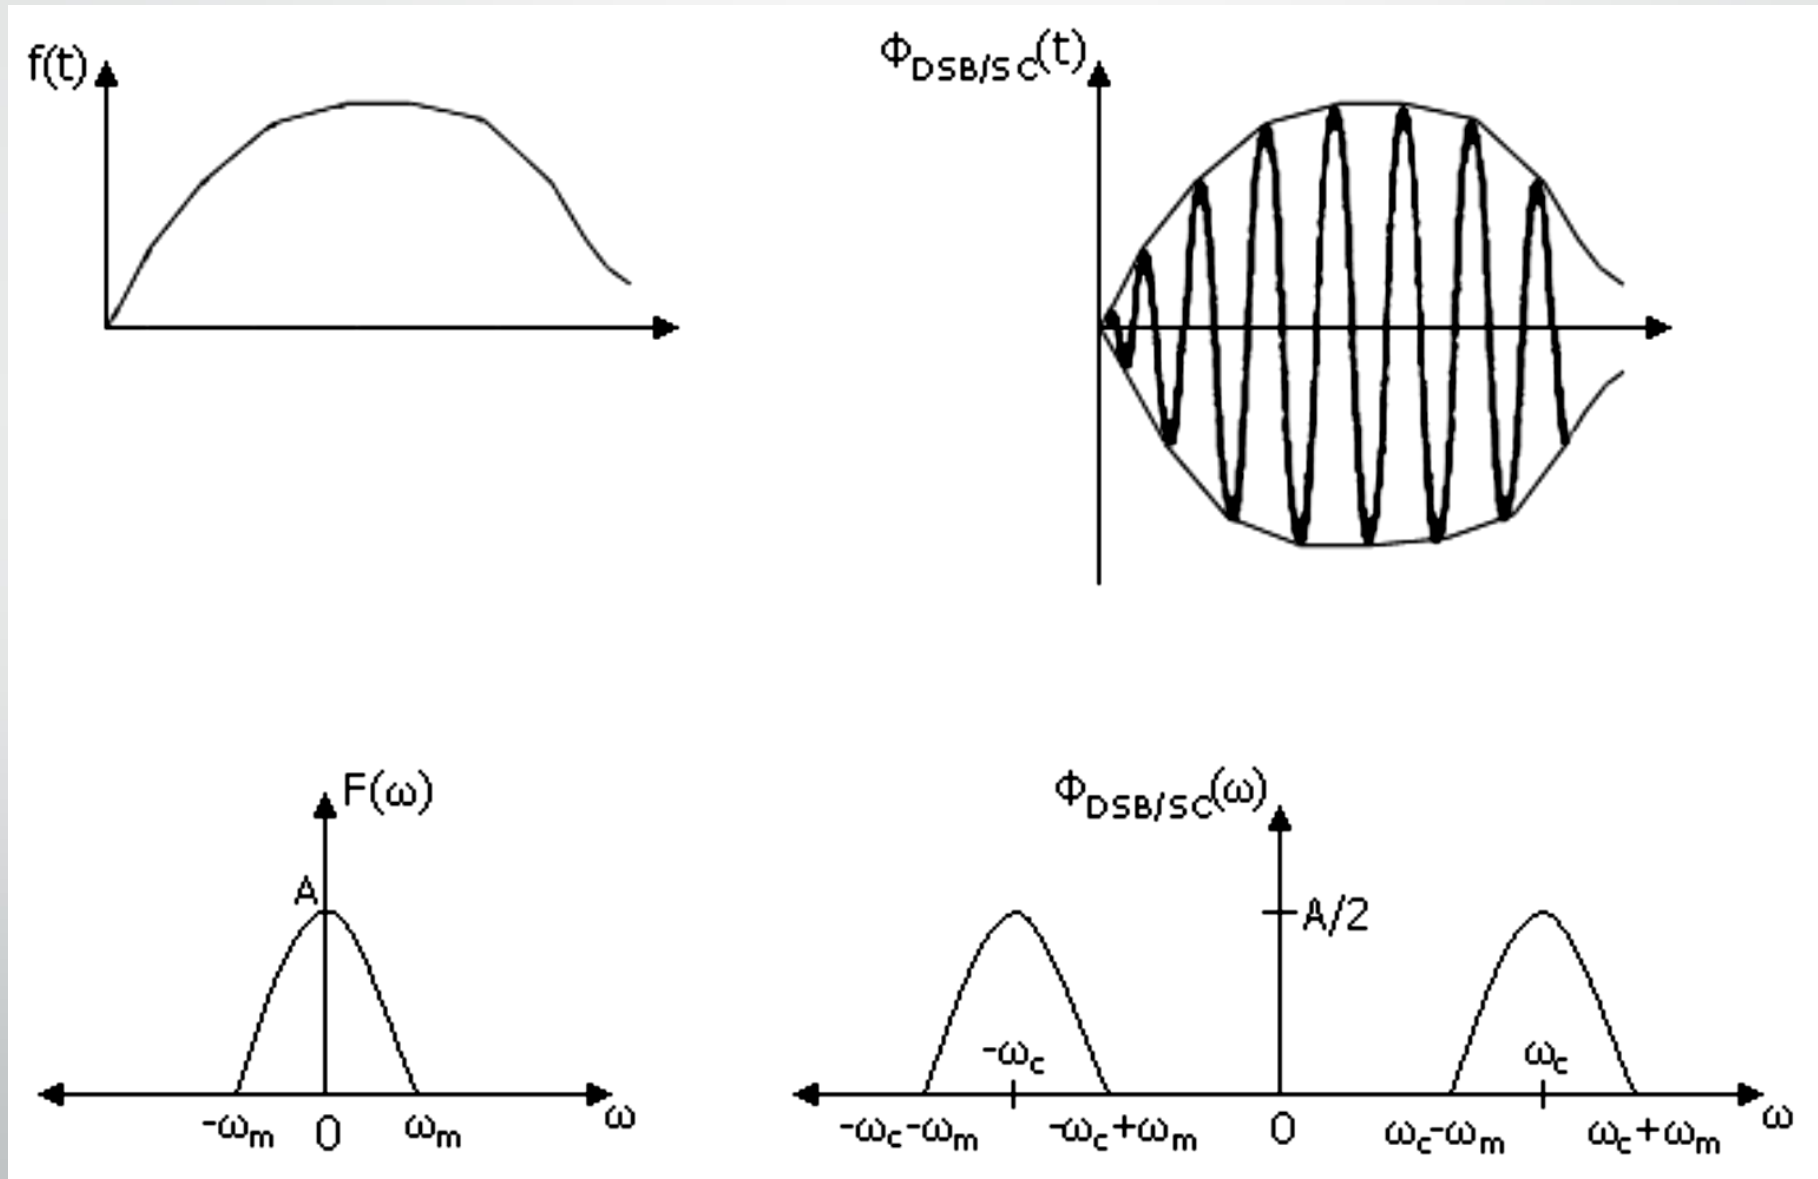 f(t)
Φ_DSB/SC(t)
F(ω)
A
-ω_m 0 ω_m ω
Φ_DSB/SC(ω)
A/2
-ω_c ω_c
-ω_c-ω_m -ω_c+ω_m 0 ω_c-ω_m ω_c+ω_m ω